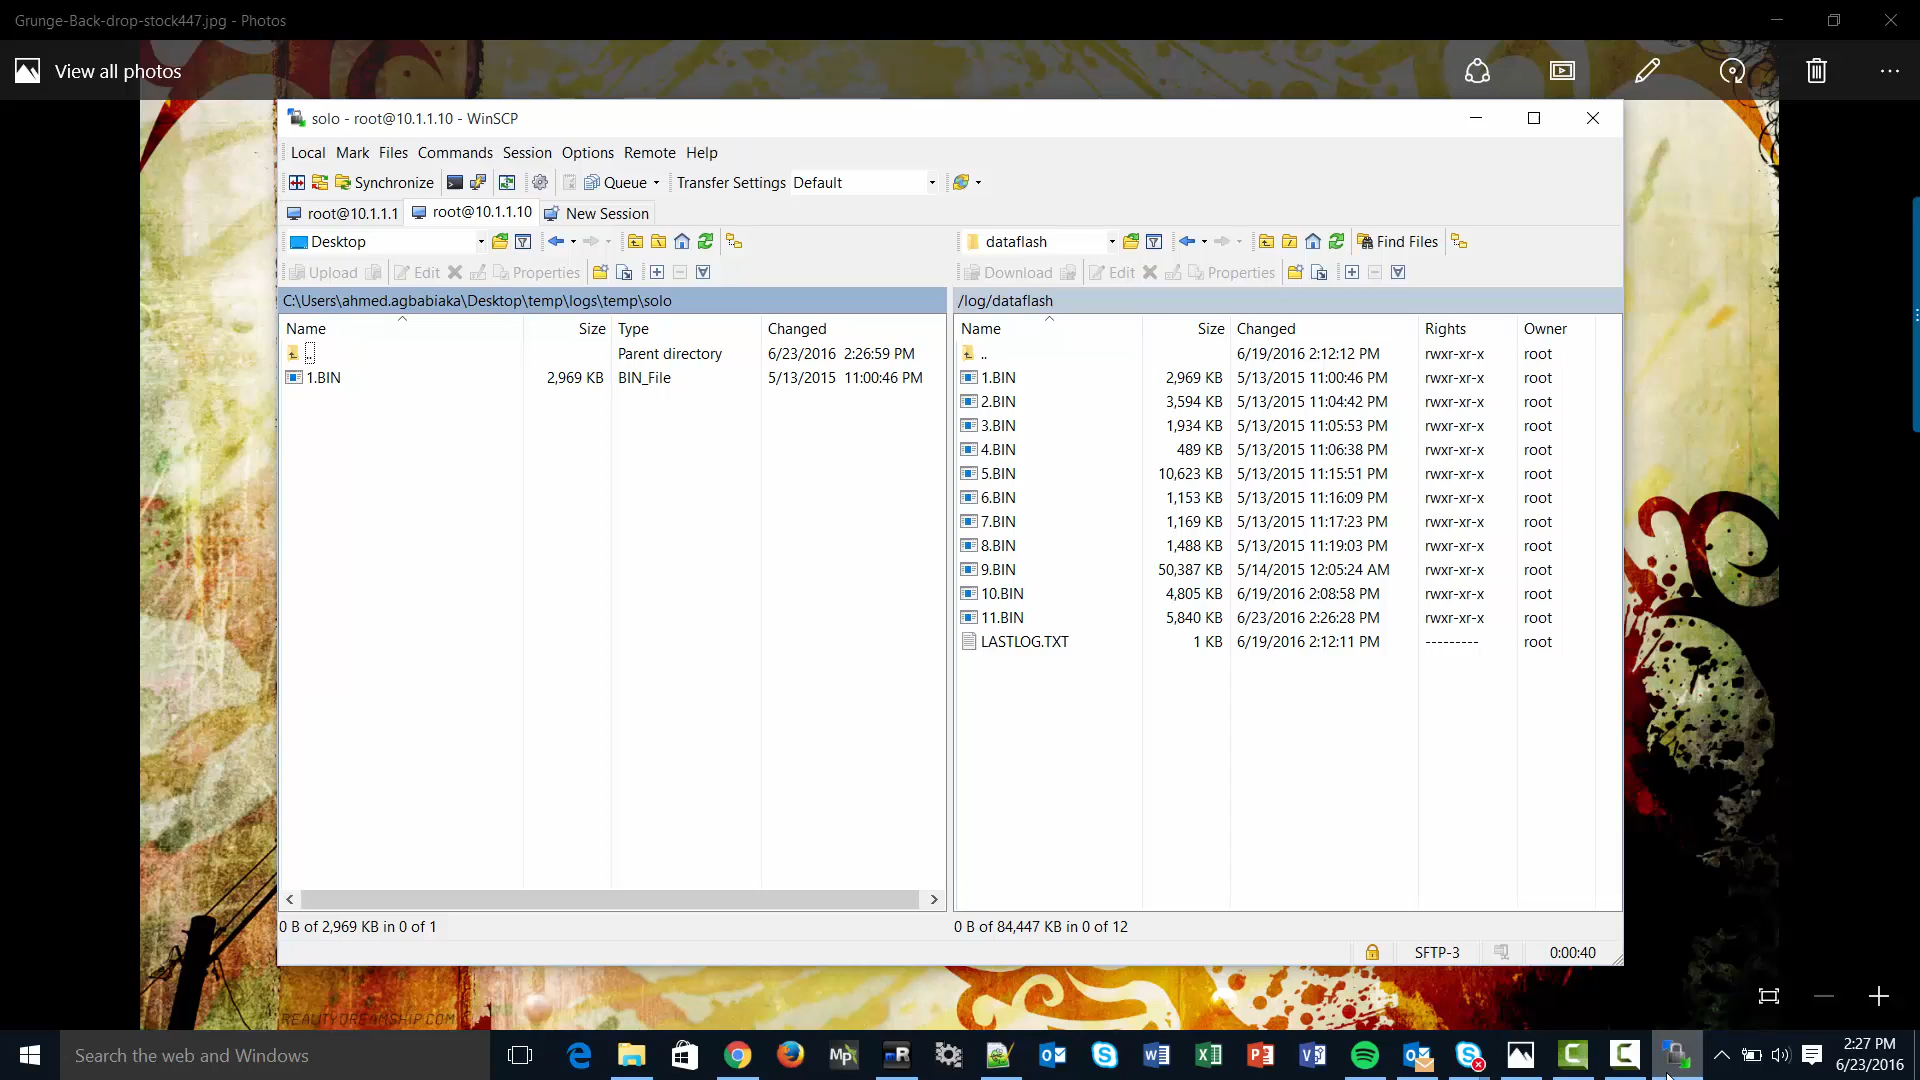 Grunge-Back-drop-stock447.jpg - Photos
View all photos
solo - root@10.1.1.10 - WinSCP
Local Mark Files Commands Session Options Remote Help
Synchronize Queue Transfer Settings Default
root@10.1.1.1 root@10.1.1.10 New Session
Desktop
dataflash Find Files
Upload Edit Properties
Download Edit Properties
C:\Users\ahmed.agbabiaka\Desktop\temp\logs\temp\solo
Name Size Type Changed
.. Parent directory 6/23/2016 2:26:59 PM
1.BIN 2,969 KB BIN_File 5/13/2015 11:00:46 PM
0 B of 2,969 KB in 0 of 1
/log/dataflash
Name Size Changed Rights Owner
.. 6/19/2016 2:12:12 PM rwxr-xr-x root
1.BIN 2,969 KB 5/13/2015 11:00:46 PM rwxr-xr-x root
2.BIN 3,594 KB 5/13/2015 11:04:42 PM rwxr-xr-x root
3.BIN 1,934 KB 5/13/2015 11:05:53 PM rwxr-xr-x root
4.BIN 489 KB 5/13/2015 11:06:38 PM rwxr-xr-x root
5.BIN 10,623 KB 5/13/2015 11:15:51 PM rwxr-xr-x root
6.BIN 1,153 KB 5/13/2015 11:16:09 PM rwxr-xr-x root
7.BIN 1,169 KB 5/13/2015 11:17:23 PM rwxr-xr-x root
8.BIN 1,488 KB 5/13/2015 11:19:03 PM rwxr-xr-x root
9.BIN 50,387 KB 5/14/2015 12:05:24 AM rwxr-xr-x root
10.BIN 4,805 KB 6/19/2016 2:08:58 PM rwxr-xr-x root
11.BIN 5,840 KB 6/23/2016 2:26:28 PM rwxr-xr-x root
LASTLOG.TXT 1 KB 6/19/2016 2:12:11 PM --------- root
0 B of 84,447 KB in 0 of 12
SFTP-3 0:00:40
REALITYDREAMSHIP.COM
Search the web and Windows
2:27 PM
6/23/2016